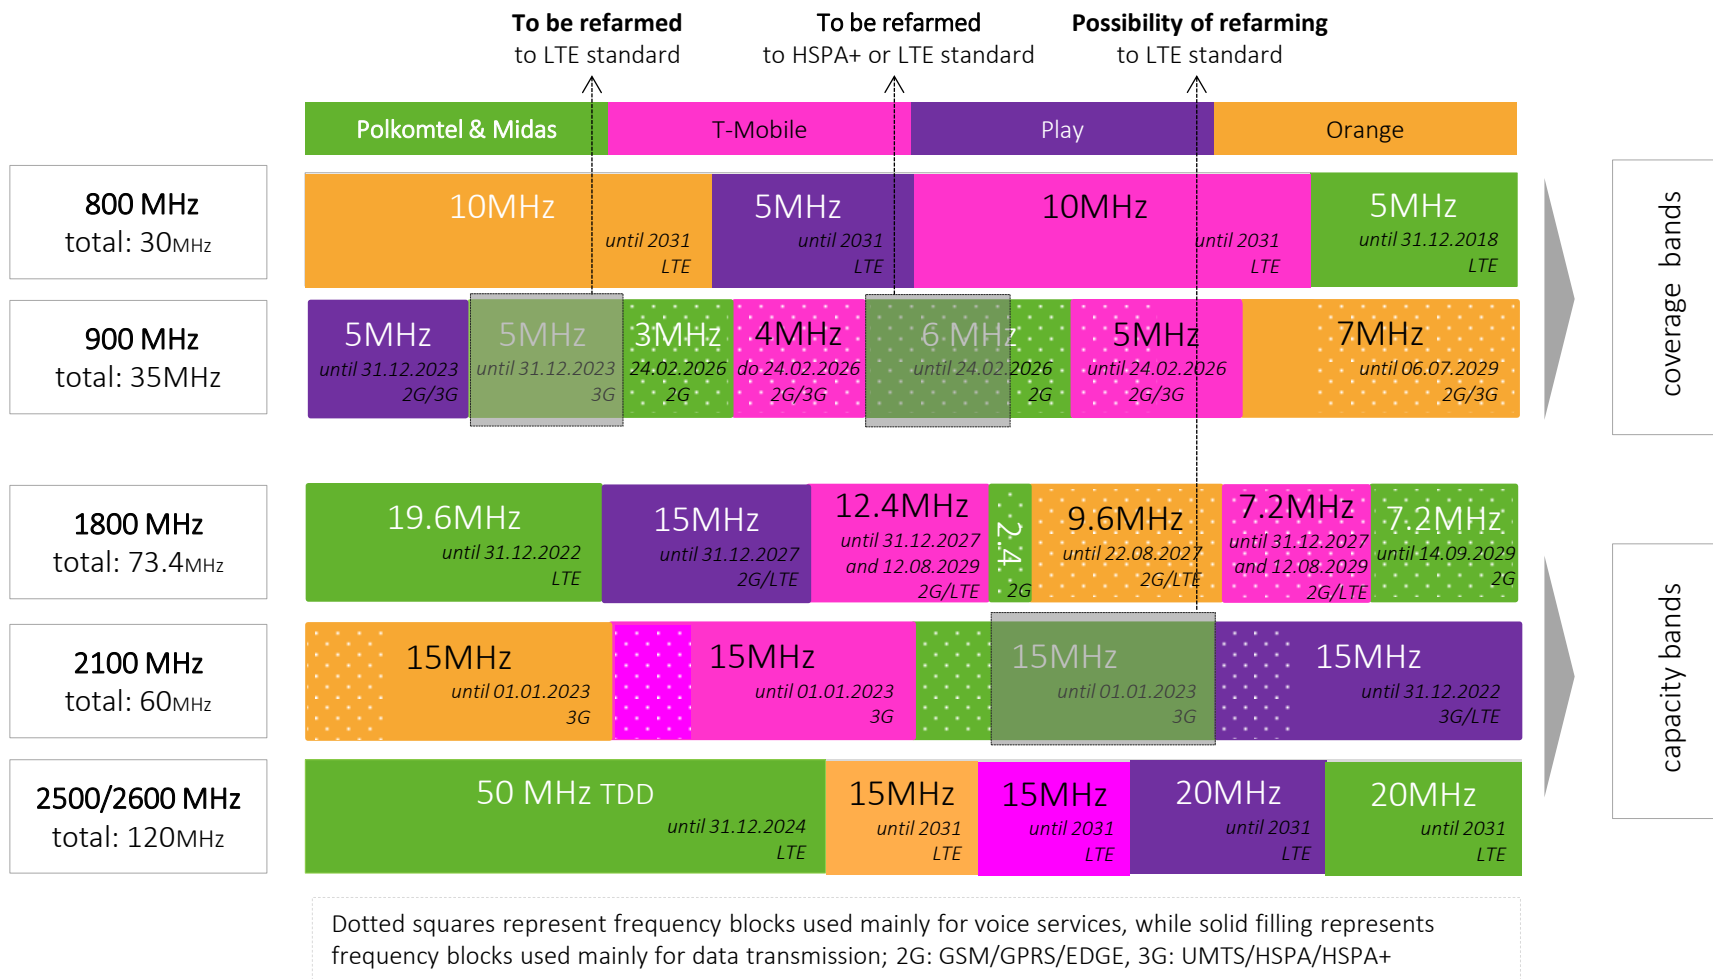 To be refarmed
to LTE standard
To be refarmed
to HSPA+ or LTE standard
Possibility of refarming
to LTE standard
Polkomtel & Midas
T-Mobile
Play
Orange
800 MHz
total: 30MHz
10MHz
until 2031
LTE
5MHz
until 2031
LTE
10MHz
until 2031
LTE
5MHz
until 31.12.2018
LTE
900 MHz
total: 35MHz
5MHz
until 31.12.2023
2G/3G
5MHz
until 31.12.2023
3G
3MHz
24.02.2026
2G
4MHz
do 24.02.2026
2G/3G
6 MHz
until 24.02.2026
2G
5MHz
until 24.02.2026
2G/3G
7MHz
until 06.07.2029
2G/3G
coverage bands
1800 MHz
total: 73.4MHz
19.6MHz
until 31.12.2022
LTE
15MHz
until 31.12.2027
2G/LTE
12.4MHz
until 31.12.2027
and 12.08.2029
2G/LTE
2.4
2G
9.6MHz
until 22.08.2027
2G/LTE
7.2MHz
until 31.12.2027
and 12.08.2029
2G/LTE
7.2MHz
until 14.09.2029
2G
2100 MHz
total: 60MHz
15MHz
until 01.01.2023
3G
15MHz
until 01.01.2023
3G
15MHz
until 01.01.2023
3G
15MHz
until 31.12.2022
3G/LTE
2500/2600 MHz
total: 120MHz
50 MHz TDD
until 31.12.2024
LTE
15MHz
until 2031
LTE
15MHz
until 2031
LTE
20MHz
until 2031
LTE
20MHz
until 2031
LTE
capacity bands
Dotted squares represent frequency blocks used mainly for voice services, while solid filling represents
frequency blocks used mainly for data transmission; 2G: GSM/GPRS/EDGE, 3G: UMTS/HSPA/HSPA+